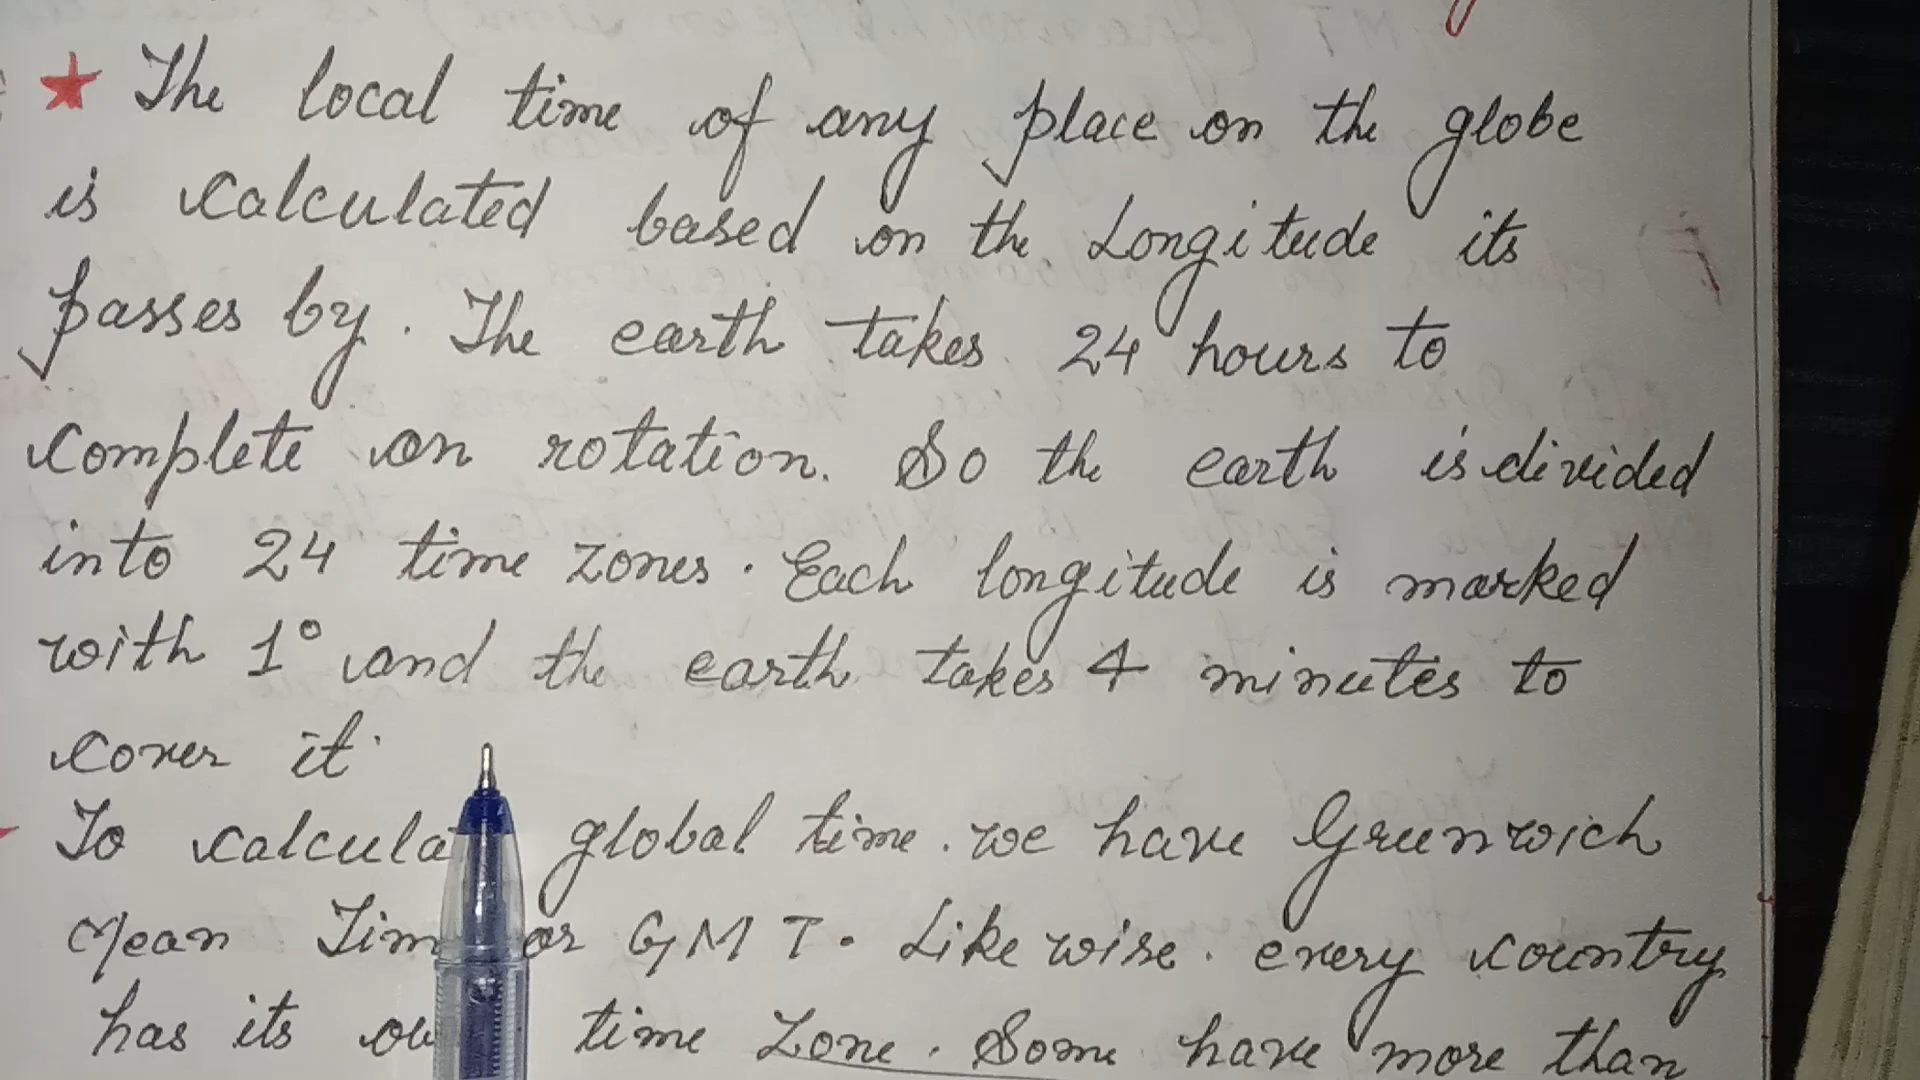 The local time of any place on the globe
is calculated based on the Longitude its
passes by. The earth takes 24 hours to
complete on rotation. So the earth is divided
into 24 time zones. Each longitude is marked
with 1° and the earth takes 4 minutes to
cover it.
To calcula global time. we have Greenwich
Mean Tim or GMT. Like wise. every country
has its time Zone. Some have more than